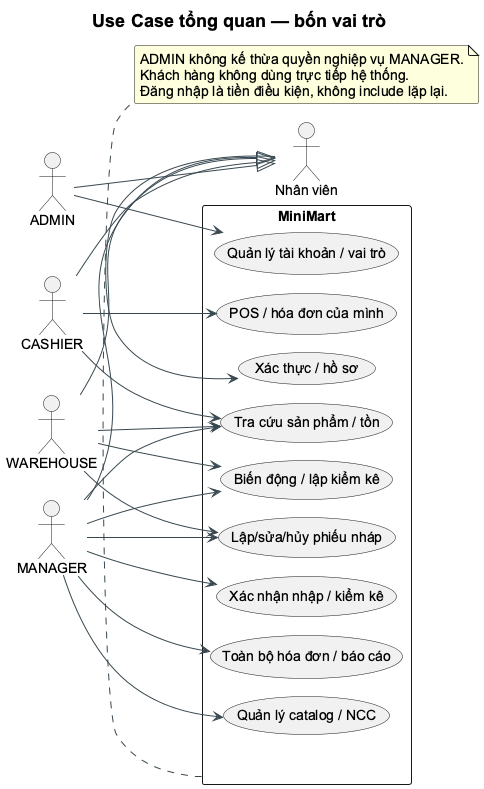 Use Case tổng quan — bốn vai trò
ADMIN không kế thừa quyền nghiệp vụ MANAGER.
Khách hàng không dùng trực tiếp hệ thống.
Đăng nhập là tiền điều kiện, không include lặp lại.
Nhân viên
ADMIN
MiniMart
Quản lý tài khoản / vai trò
CASHIER
POS / hóa đơn của mình
Xác thực / hồ sơ
Tra cứu sản phẩm / tồn
WAREHOUSE
Biến động / lập kiểm kê
Lập/sửa/hủy phiếu nháp
MANAGER
Xác nhận nhập / kiểm kê
Toàn bộ hóa đơn / báo cáo
Quản lý catalog / NCC